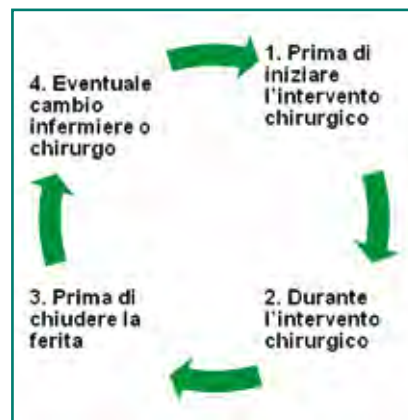 1. Prima di
iniziare
l'intervento
chirurgico
2. Durante
l'intervento
chirurgico
3. Prima di
chiudere la
ferita
4. Eventuale
cambio
infermiere o
chirurgo